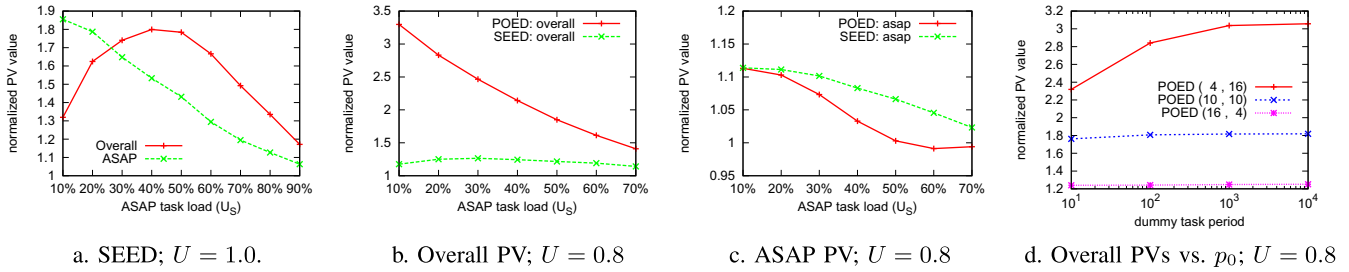 normalized PV value
1.9
1.8
1.7
1.6
1.5
1.4
1.3
1.2
1.1
1
Overall
ASAP
10% 20% 30% 40% 50% 60% 70% 80% 90%
ASAP task load (U_S)
a. SEED; U = 1.0.
normalized PV value
3.5
3
2.5
2
1.5
1
POED: overall
SEED: overall
10% 20% 30% 40% 50% 60% 70%
ASAP task load (U_S)
b. Overall PV; U = 0.8
normalized PV value
1.2
1.15
1.1
1.05
1
0.95
POED: asap
SEED: asap
10% 20% 30% 40% 50% 60% 70%
ASAP task load (U_S)
c. ASAP PV; U = 0.8
normalized PV value
3.2
3
2.8
2.6
2.4
2.2
2
1.8
1.6
1.4
1.2
POED ( 4 , 16)
POED (10 , 10)
POED (16 , 4)
10^1 10^2 10^3 10^4
dummy task period
d. Overall PVs vs. p_0; U = 0.8